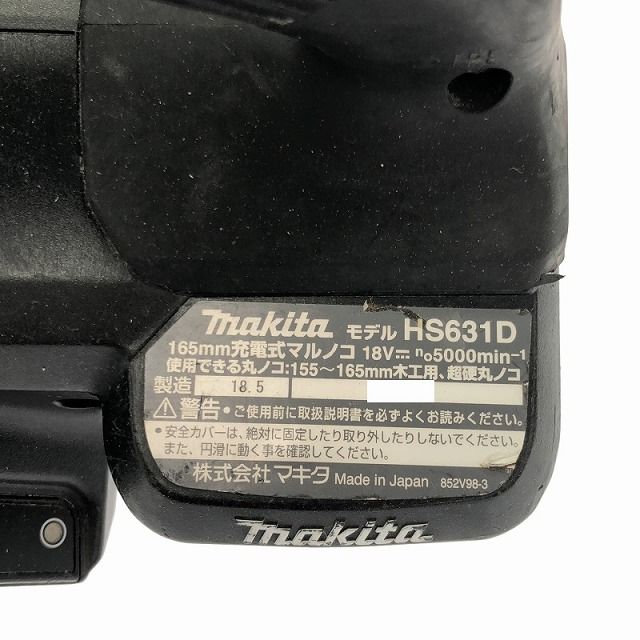 makita モデル HS631D
165mm充電式マルノコ 18V⎓ n₀5000min⁻¹
使用できる丸ノコ:155～165mm木工用、超硬丸ノコ
製造 18.5
⚠警告・ご使用前に取扱説明書を必ずよくお読みください。
・安全カバーは、絶対に固定したり取り外したりしないでください。
また、円滑に動く事を確認してください。
株式会社マキタ Made in Japan 852V98-3
makita